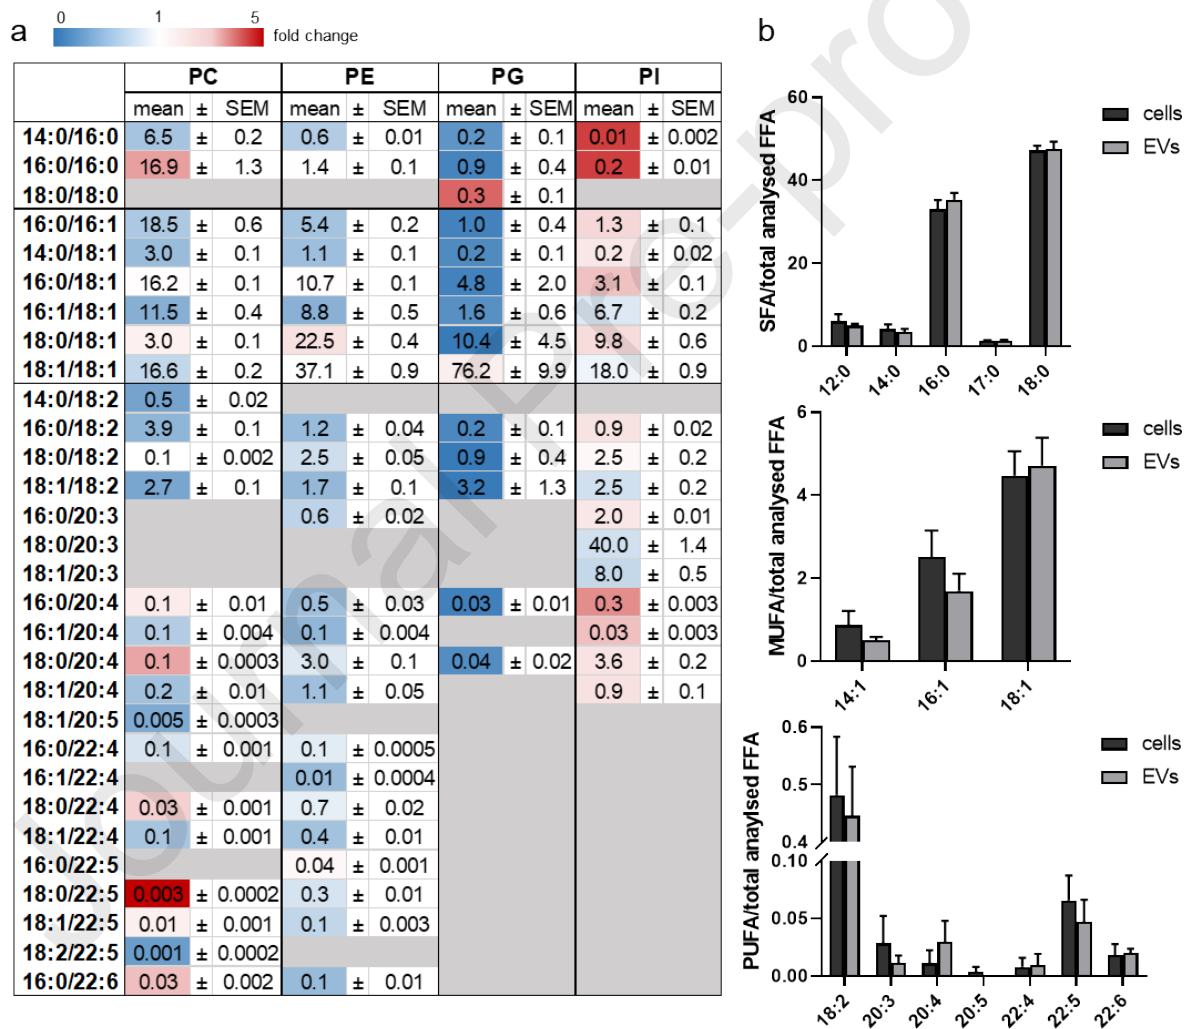 a
0 1 5
fold change
PC PE PG PI
mean ± SEM mean ± SEM mean ± SEM mean ± SEM
14:0/16:0 6.5 ± 0.2 0.6 ± 0.01 0.2 ± 0.1 0.01 ± 0.002
16:0/16:0 16.9 ± 1.3 1.4 ± 0.1 0.9 ± 0.4 0.2 ± 0.01
18:0/18:0 0.3 ± 0.1
16:0/16:1 18.5 ± 0.6 5.4 ± 0.2 1.0 ± 0.4 1.3 ± 0.1
14:0/18:1 3.0 ± 0.1 1.1 ± 0.1 0.2 ± 0.1 0.2 ± 0.02
16:0/18:1 16.2 ± 0.1 10.7 ± 0.1 4.8 ± 2.0 3.1 ± 0.1
16:1/18:1 11.5 ± 0.4 8.8 ± 0.5 1.6 ± 0.6 6.7 ± 0.2
18:0/18:1 3.0 ± 0.1 22.5 ± 0.4 10.4 ± 4.5 9.8 ± 0.6
18:1/18:1 16.6 ± 0.2 37.1 ± 0.9 76.2 ± 9.9 18.0 ± 0.9
14:0/18:2 0.5 ± 0.02
16:0/18:2 3.9 ± 0.1 1.2 ± 0.04 0.2 ± 0.1 0.9 ± 0.02
18:0/18:2 0.1 ± 0.002 2.5 ± 0.05 0.9 ± 0.4 2.5 ± 0.2
18:1/18:2 2.7 ± 0.1 1.7 ± 0.1 3.2 ± 1.3 2.5 ± 0.2
16:0/20:3 0.6 ± 0.02 2.0 ± 0.01
18:0/20:3 40.0 ± 1.4
18:1/20:3 8.0 ± 0.5
16:0/20:4 0.1 ± 0.01 0.5 ± 0.03 0.03 ± 0.01 0.3 ± 0.003
16:1/20:4 0.1 ± 0.004 0.1 ± 0.004 0.03 ± 0.003
18:0/20:4 0.1 ± 0.0003 3.0 ± 0.1 0.04 ± 0.02 3.6 ± 0.2
18:1/20:4 0.2 ± 0.01 1.1 ± 0.05 0.9 ± 0.1
18:1/20:5 0.005 ± 0.0003
16:0/22:4 0.1 ± 0.001 0.1 ± 0.0005
16:1/22:4 0.01 ± 0.0004
18:0/22:4 0.03 ± 0.001 0.7 ± 0.02
18:1/22:4 0.1 ± 0.001 0.4 ± 0.01
16:0/22:5 0.04 ± 0.001
18:0/22:5 0.003 ± 0.0002 0.3 ± 0.01
18:1/22:5 0.01 ± 0.001 0.1 ± 0.003
18:2/22:5 0.001 ± 0.0002
16:0/22:6 0.03 ± 0.002 0.1 ± 0.01
b
SFA/total analysed FFA
60
40
20
0
12:0 14:0 16:0 17:0 18:0
cells
EVs
MUFA/total analysed FFA
6
4
2
0
14:1 16:1 18:1
cells
EVs
PUFA/total anaylsed FFA
0.6
0.5
0.4
0.10
0.05
0.00
18:2 20:3 20:4 20:5 22:4 22:5 22:6
cells
EVs
Journal Pre-pro